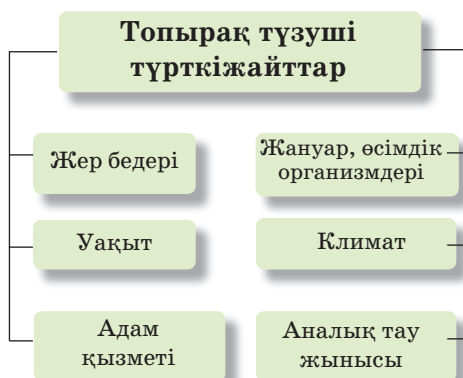 Топырақ түзуші
түрткіжайттар
Жер бедері
Жануар, өсімдік
организмдері
Уақыт
Климат
Адам
қызметі
Аналық тау
жынысы